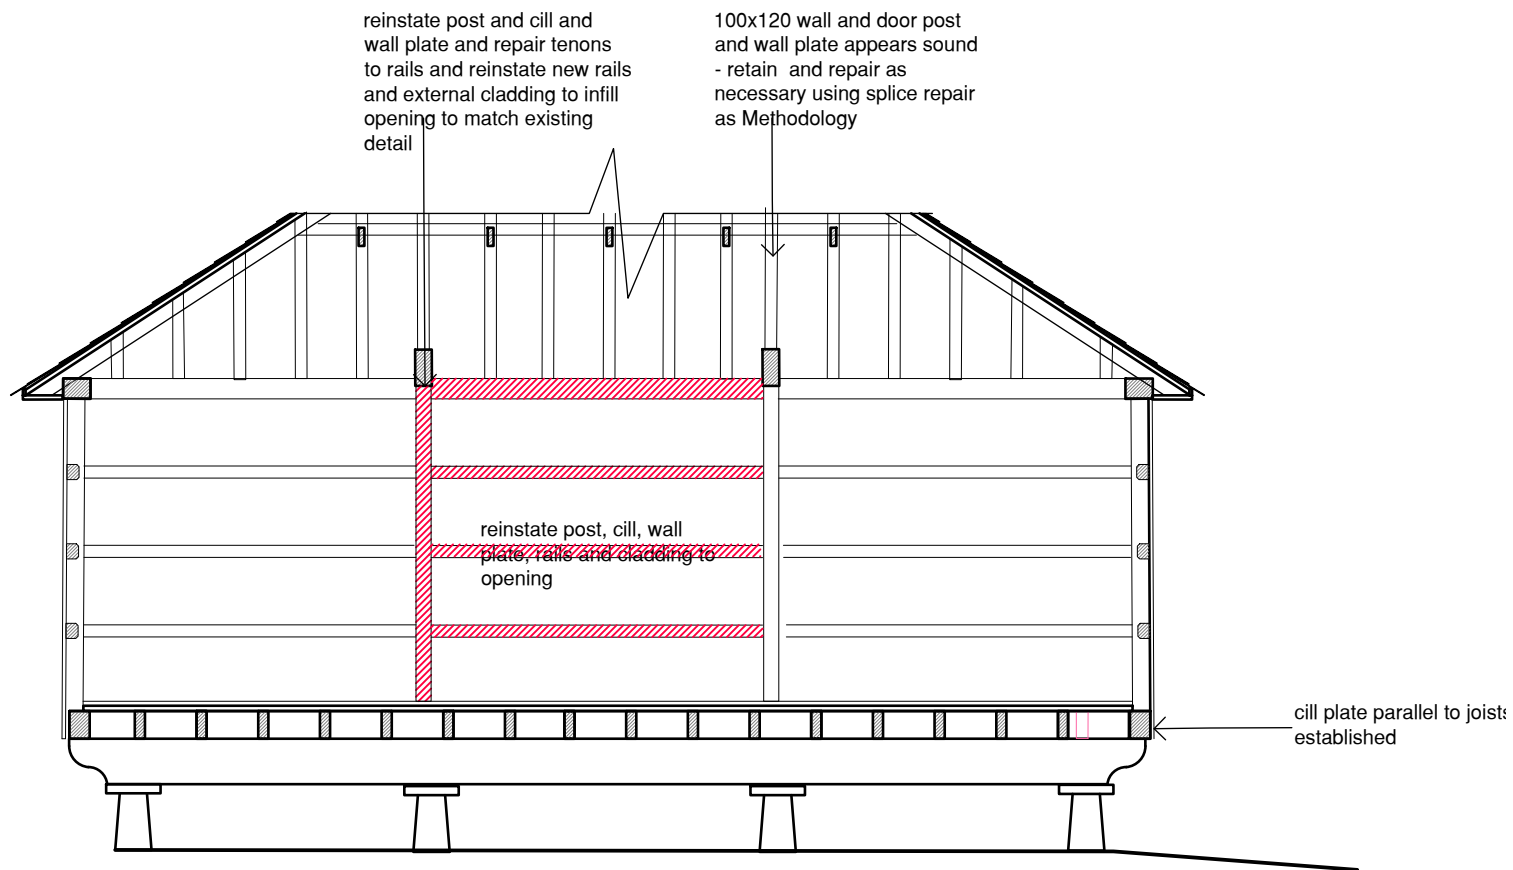 reinstate post and cill and
wall plate and repair tenons
to rails and reinstate new rails
and external cladding to infill
opening to match existing
detail
100x120 wall and door post
and wall plate appears sound
- retain  and repair as
necessary using splice repair
as Methodology
reinstate post, cill, wall
plate, rails and cladding to
opening
cill plate parallel to joists
established